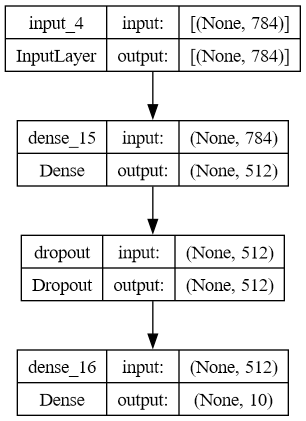 input_4 input: [(None, 784)]
InputLayer output: [(None, 784)]
dense_15 input: (None, 784)
Dense output: (None, 512)
dropout input: (None, 512)
Dropout output: (None, 512)
dense_16 input: (None, 512)
Dense output: (None, 10)